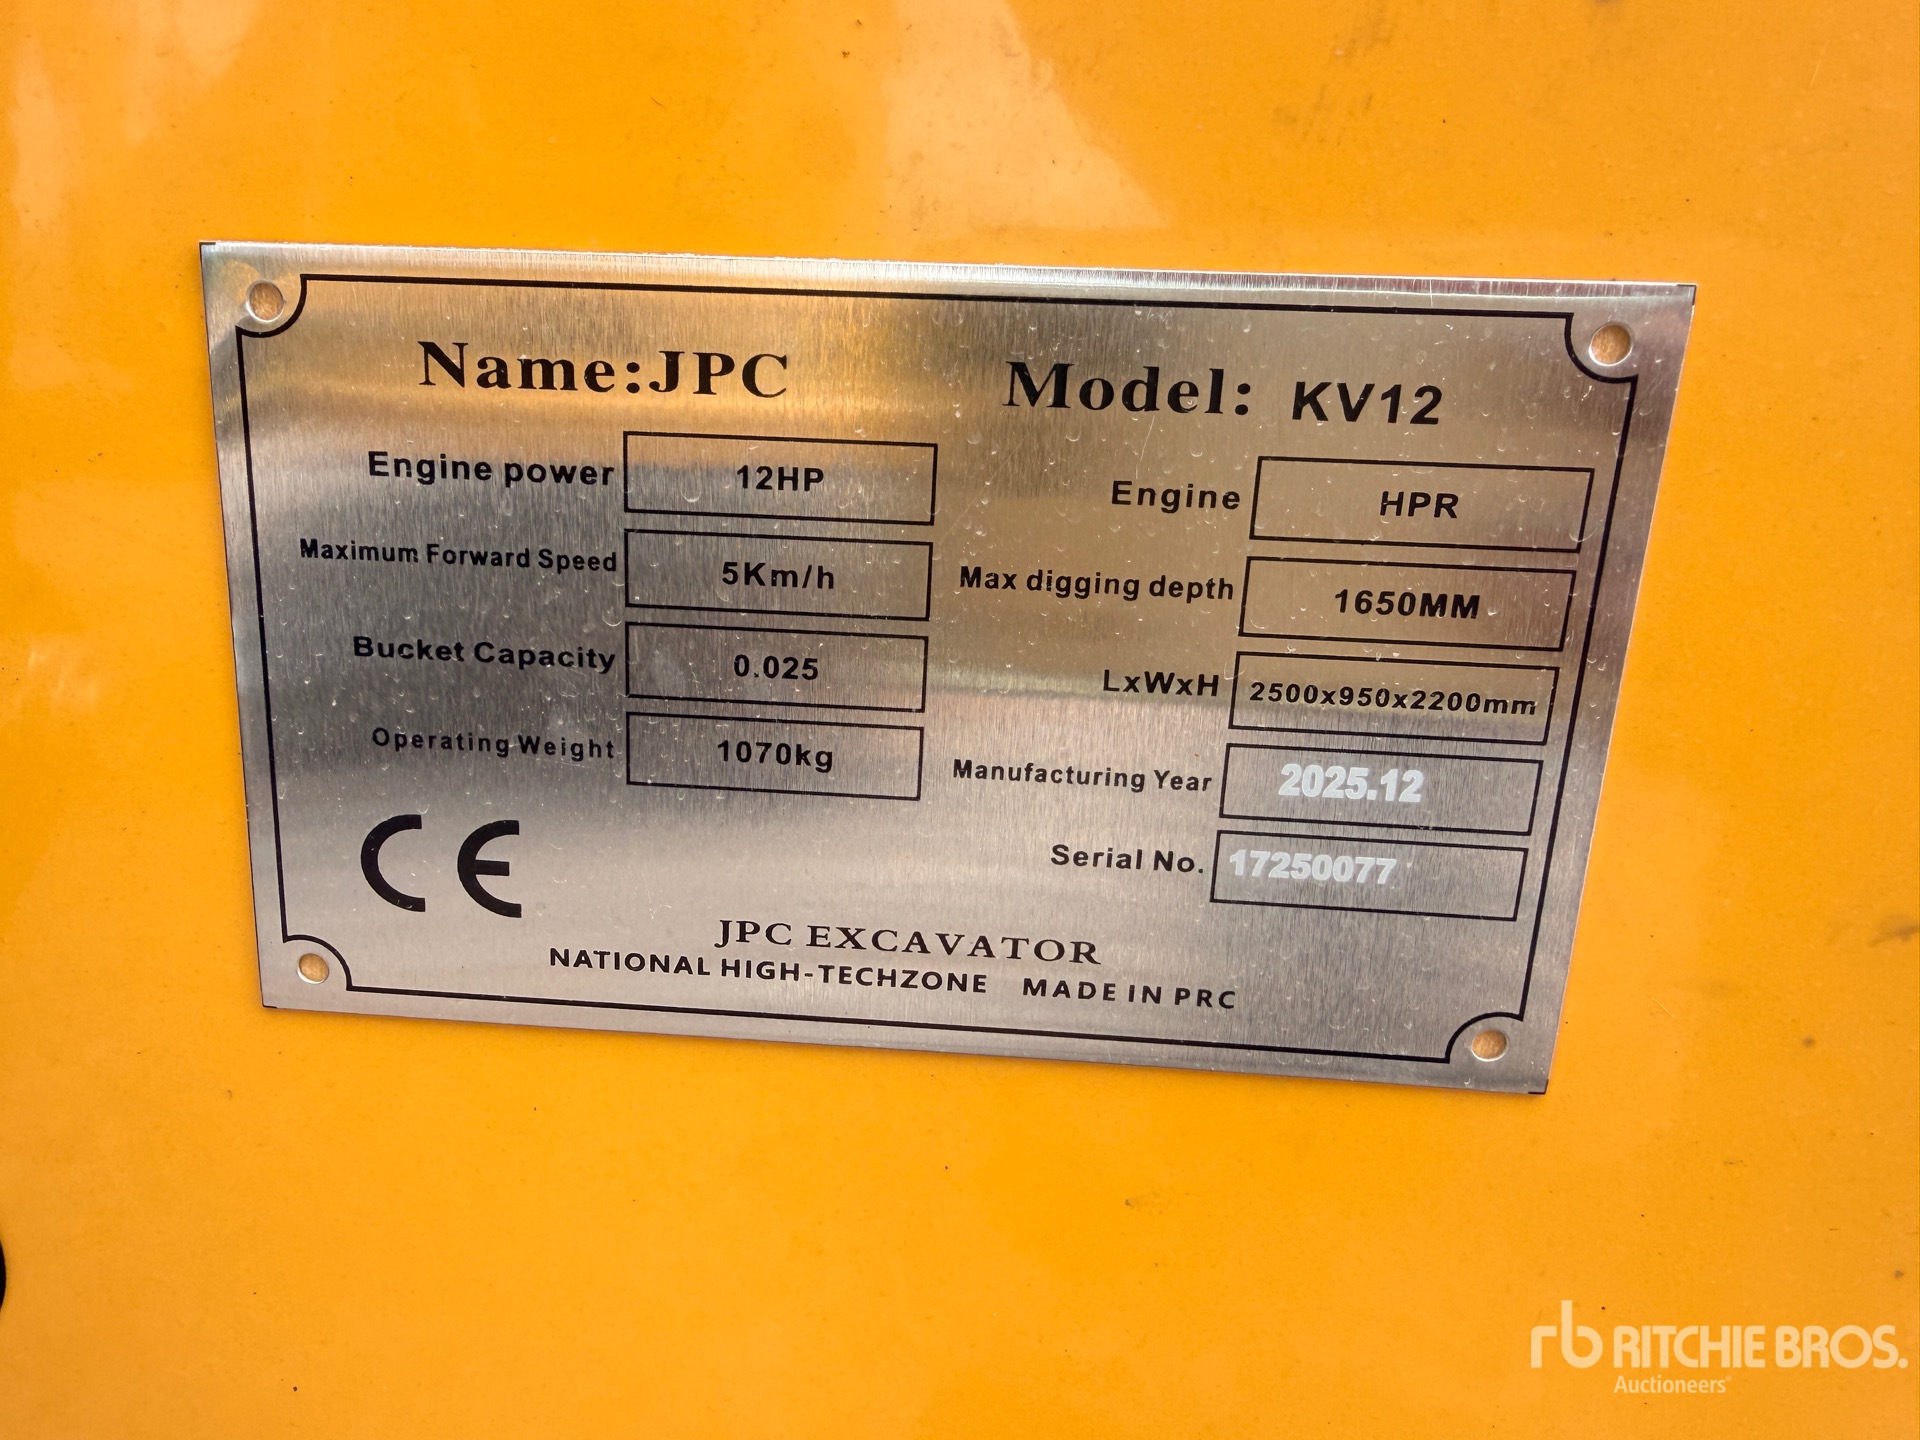 Name:JPC Model: KV12
Engine power 12HP Engine HPR
Maximum Forward Speed 5Km/h Max digging depth 1650MM
Bucket Capacity 0.025 LxWxH 2500x950x2200mm
Operating Weight 1070kg Manufacturing Year 2025.12
Serial No. 17250077
CE
JPC EXCAVATOR
NATIONAL HIGH-TECHZONE MADE IN PRC
rb RITCHIE BROS.
Auctioneers